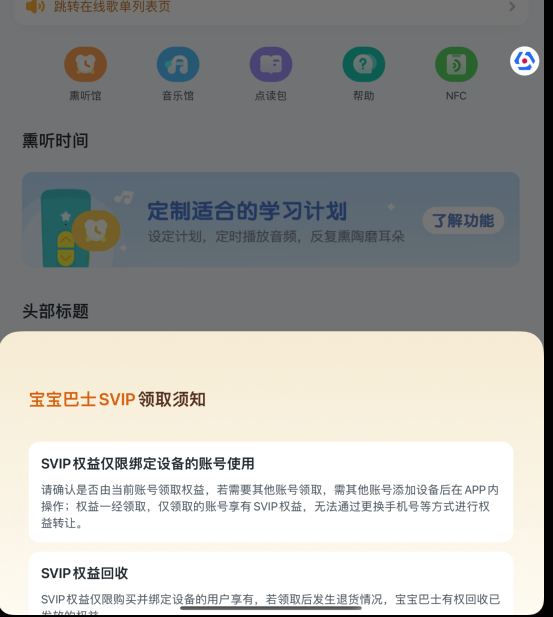 跳转在线歌单列表页
熏听馆
音乐馆
点读包
帮助
NFC
熏听时间
定制适合的学习计划
设定计划，定时播放音频，反复熏陶磨耳朵
了解功能
头部标题
宝宝巴士SVIP领取须知
SVIP权益仅限绑定设备的账号使用
请确认是否由当前账号领取权益，若需要其他账号领取，需其他账号添加设备后在APP内
操作；权益一经领取，仅领取的账号享有SVIP权益，无法通过更换手机号等方式进行权
益转让。
SVIP权益回收
SVIP权益仅限购买并绑定设备的用户享有，若领取后发生退货情况，宝宝巴士有权回收已
发放的权益